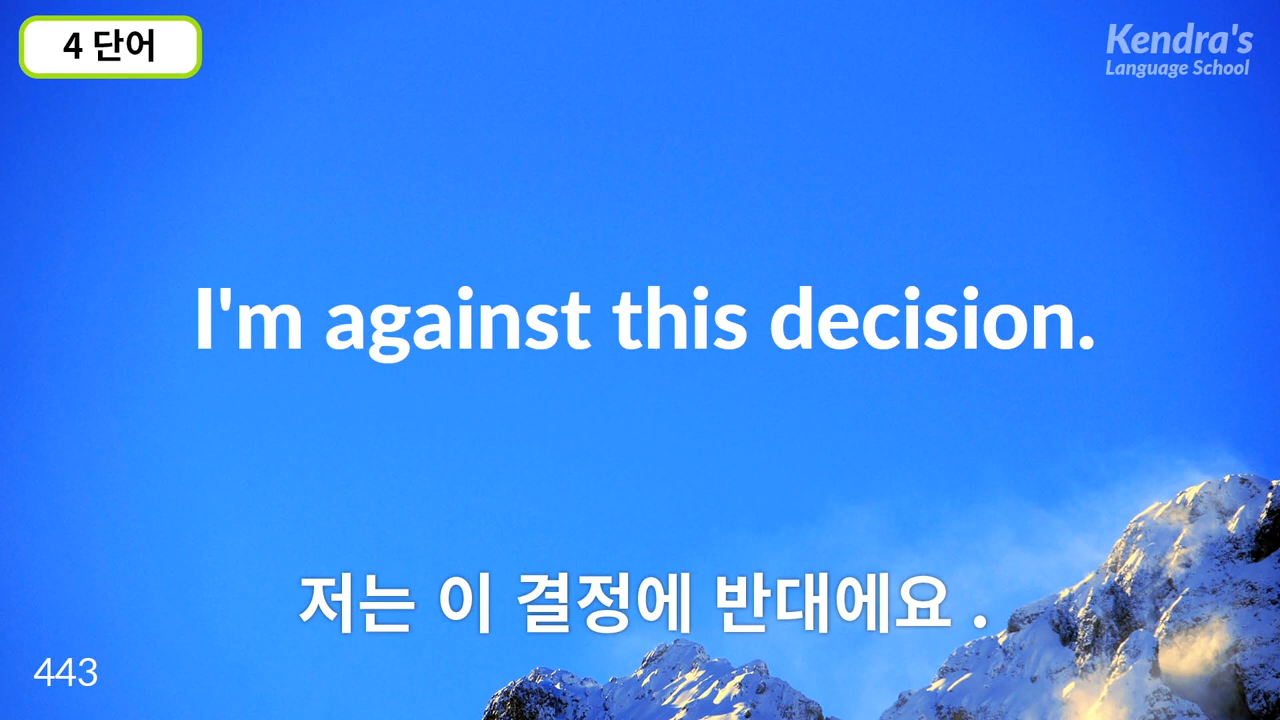 4 단어
Kendra's
Language School
I'm against this decision.
저는 이 결정에 반대에요 .
443